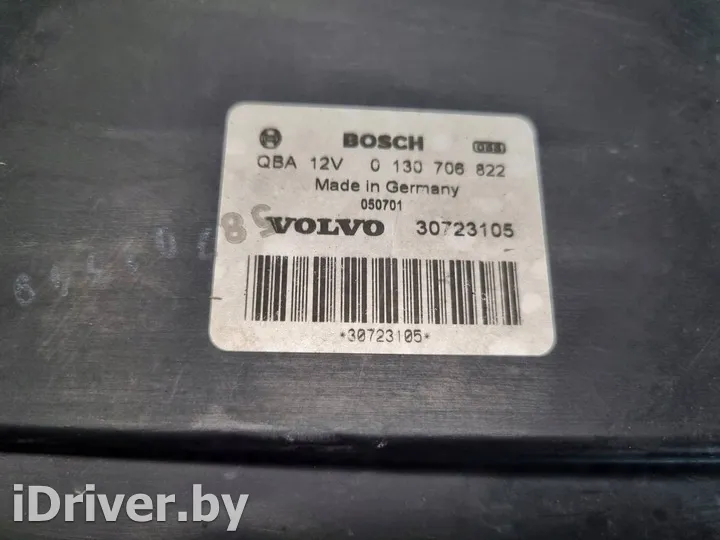 BOSCH
QBA 12V 0 130 706 822
Made in Germany
050701
VOLVO 30723105
*30723105*
iDriver.by